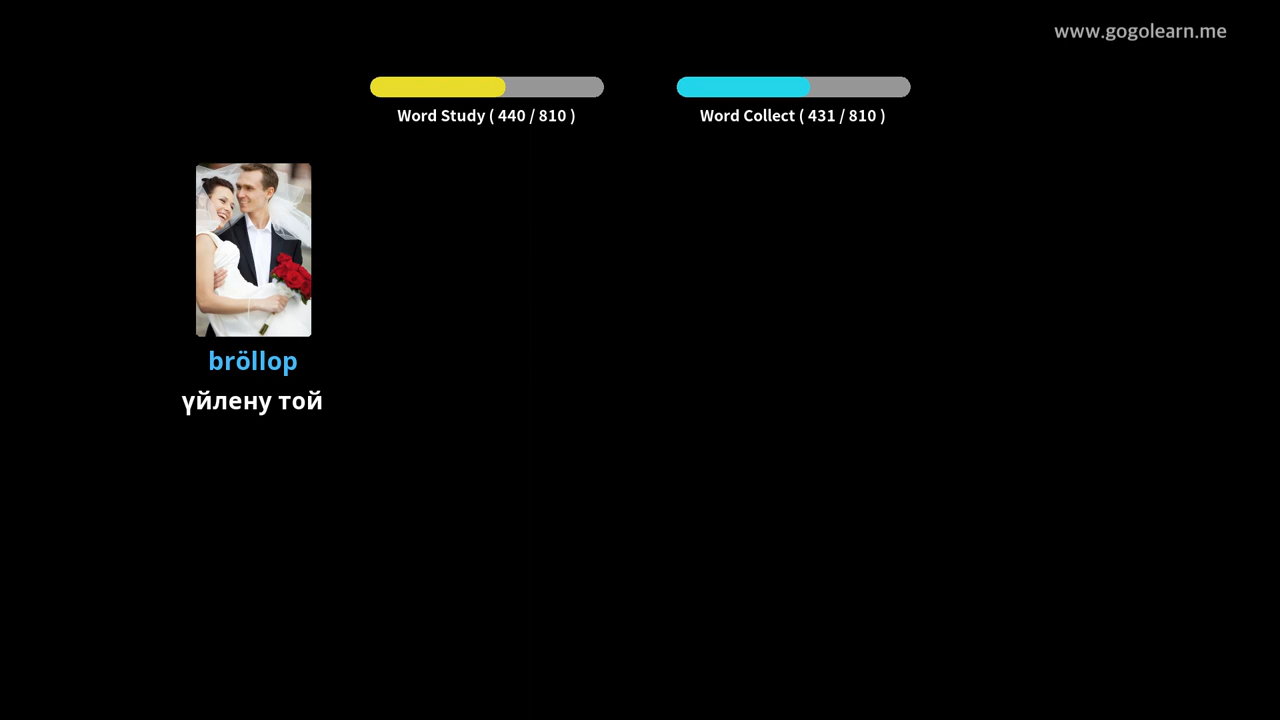 www.gogolearn.me
Word Study ( 440 / 810 )
Word Collect ( 431 / 810 )
bröllop
үйлену той